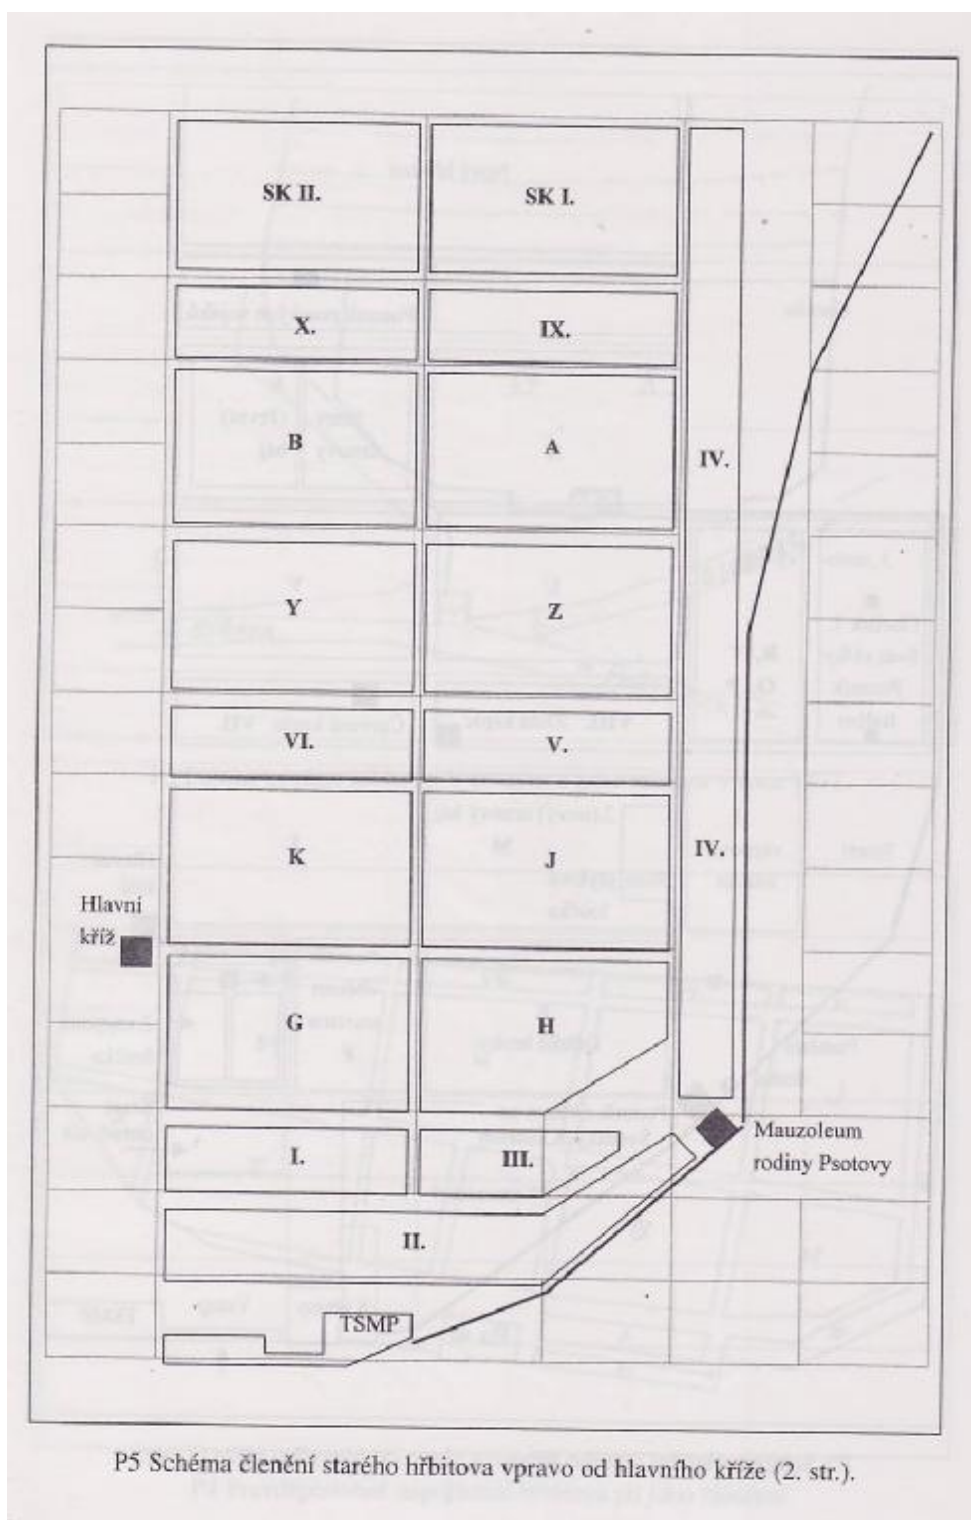 SK II.
SK I.
X.
IX.
B
A
IV.
Y
Z
VI.
V.
K
J
IV.
Hlavní
kříž
G
H
I.
III.
Mauzoleum
rodiny Psotovy
II.
TSMP
P5 Schéma členění starého hřbitova vpravo od hlavního kříže (2. str.).